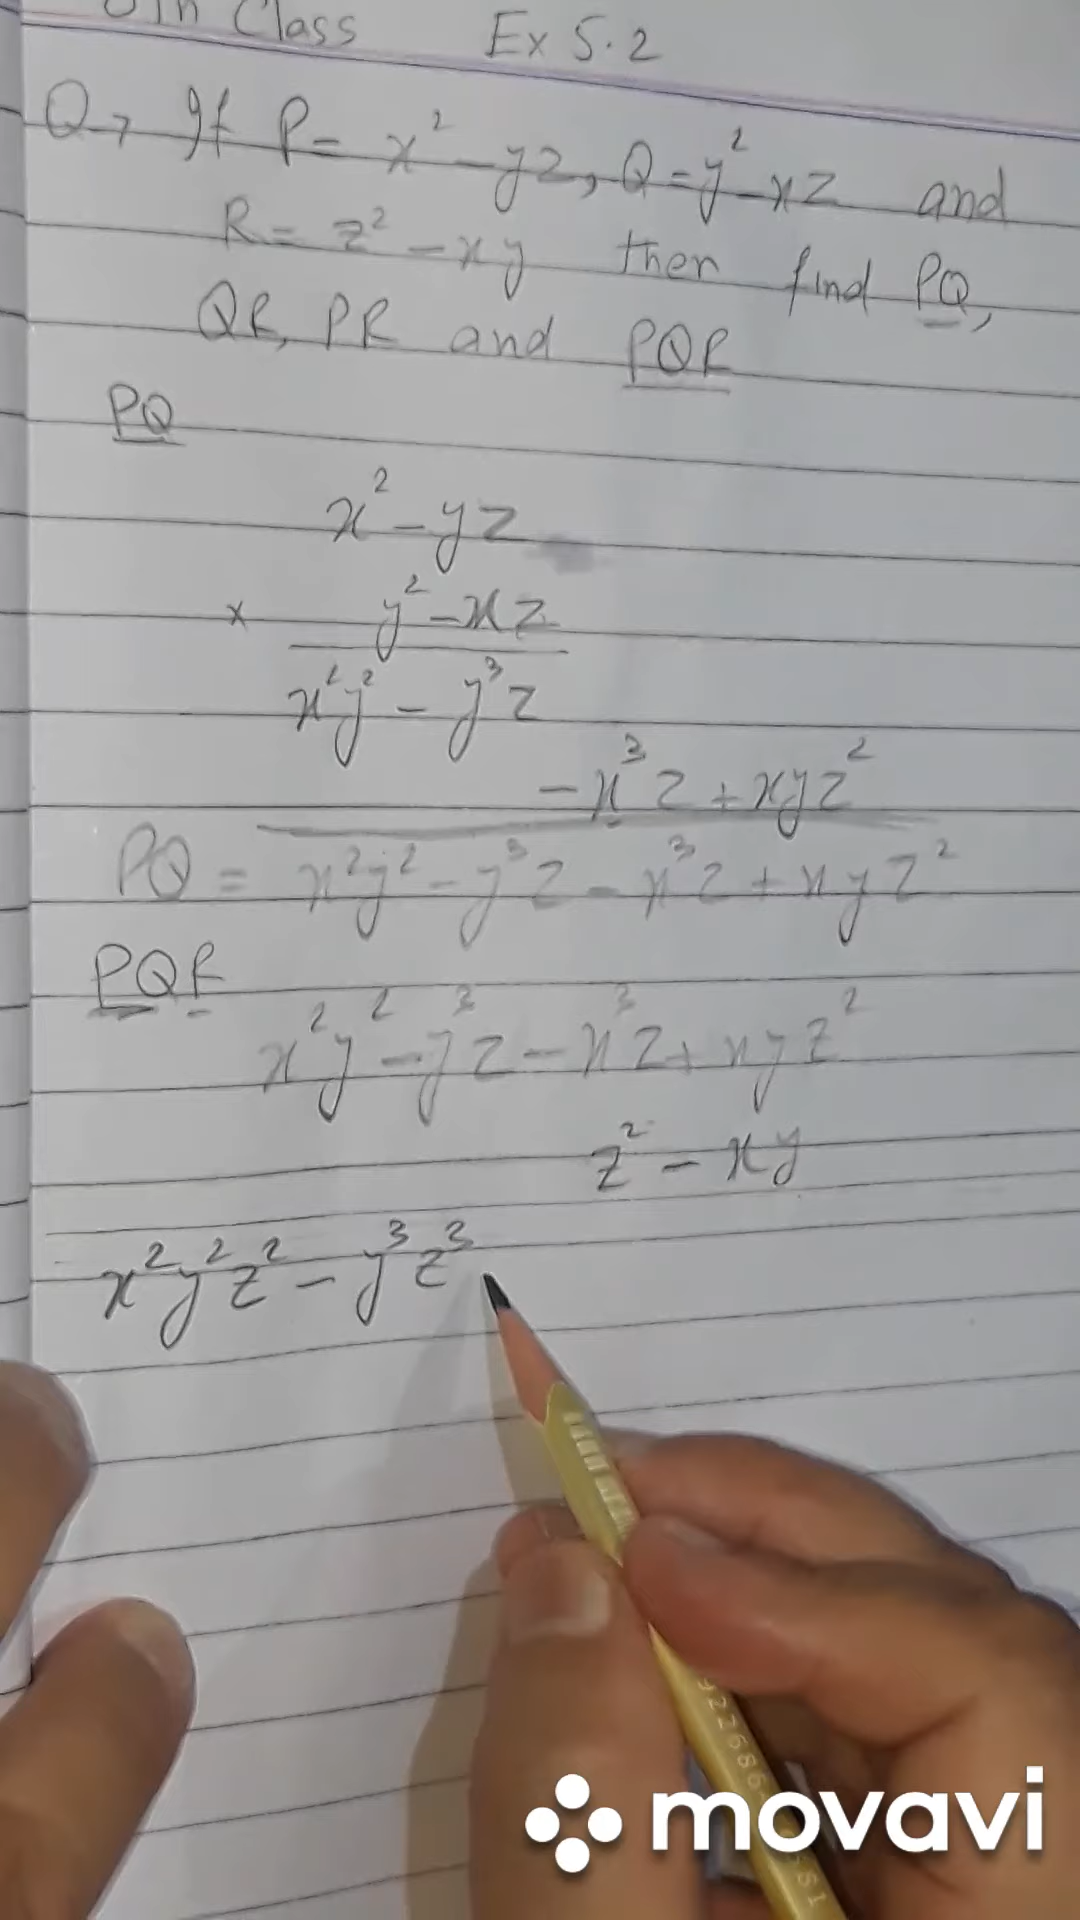 Class Ex 5.2
Q→ If P = x² - yz, Q = y² - xz and
R = z² - xy then find PQ,
QR, PR and PQR
PQ
x² - yz
× y² - xz
x²y² - y³z
- x³z + xyz²
PQ = x²y² - y³z - x³z + xyz²
PQR
x²y² - y³z - x³z + xyz²
z² - xy
x²y²z² - y³z³
movavi